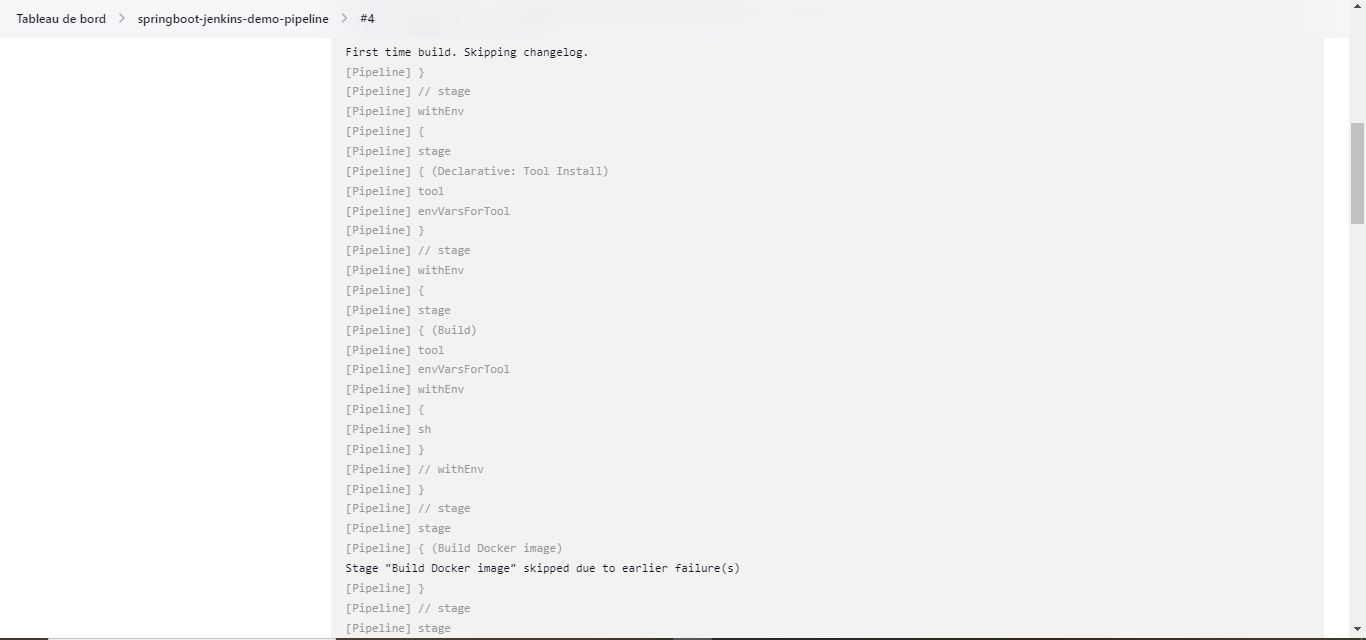 Tableau de bord > springboot-jenkins-demo-pipeline > #4
First time build. Skipping changelog.
[Pipeline] }
[Pipeline] // stage
[Pipeline] withEnv
[Pipeline] {
[Pipeline] stage
[Pipeline] { (Declarative: Tool Install)
[Pipeline] tool
[Pipeline] envVarsForTool
[Pipeline] }
[Pipeline] // stage
[Pipeline] withEnv
[Pipeline] {
[Pipeline] stage
[Pipeline] { (Build)
[Pipeline] tool
[Pipeline] envVarsForTool
[Pipeline] withEnv
[Pipeline] {
[Pipeline] sh
[Pipeline] }
[Pipeline] // withEnv
[Pipeline] }
[Pipeline] // stage
[Pipeline] stage
[Pipeline] { (Build Docker image)
Stage "Build Docker image" skipped due to earlier failure(s)
[Pipeline] }
[Pipeline] // stage
[Pipeline] stage